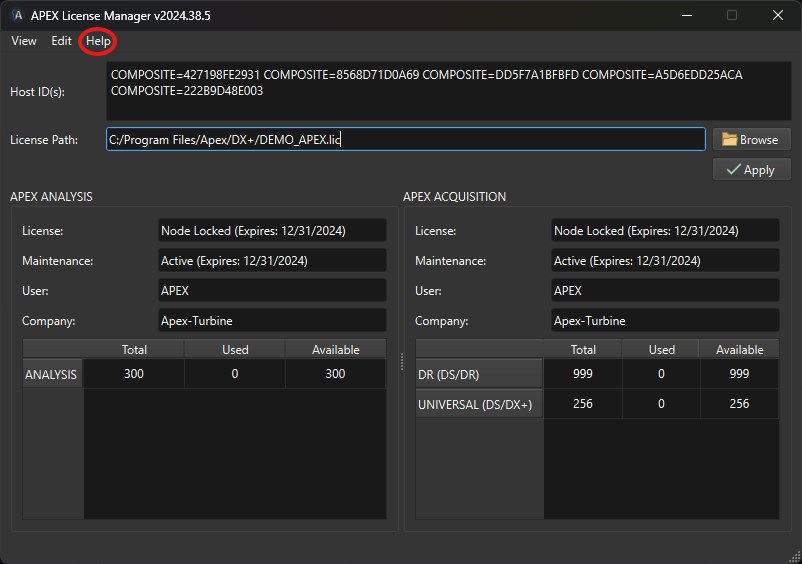 A APEX License Manager v2024.38.5
View Edit Help
Host ID(s):
COMPOSITE=427198FE2931 COMPOSITE=8568D71D0A69 COMPOSITE=DD5F7A1BFBFD COMPOSITE=A5D6EDD25ACA
COMPOSITE=222B9D48E003
License Path: C:/Program Files/Apex/DX+/DEMO_APEX.lic Browse
Apply
APEX ANALYSIS
License: Node Locked (Expires: 12/31/2024)
Maintenance: Active (Expires: 12/31/2024)
User: APEX
Company: Apex-Turbine
Total Used Available
ANALYSIS 300 0 300
APEX ACQUISITION
License: Node Locked (Expires: 12/31/2024)
Maintenance: Active (Expires: 12/31/2024)
User: APEX
Company: Apex-Turbine
Total Used Available
DR (DS/DR) 999 0 999
UNIVERSAL (DS/DX+) 256 0 256